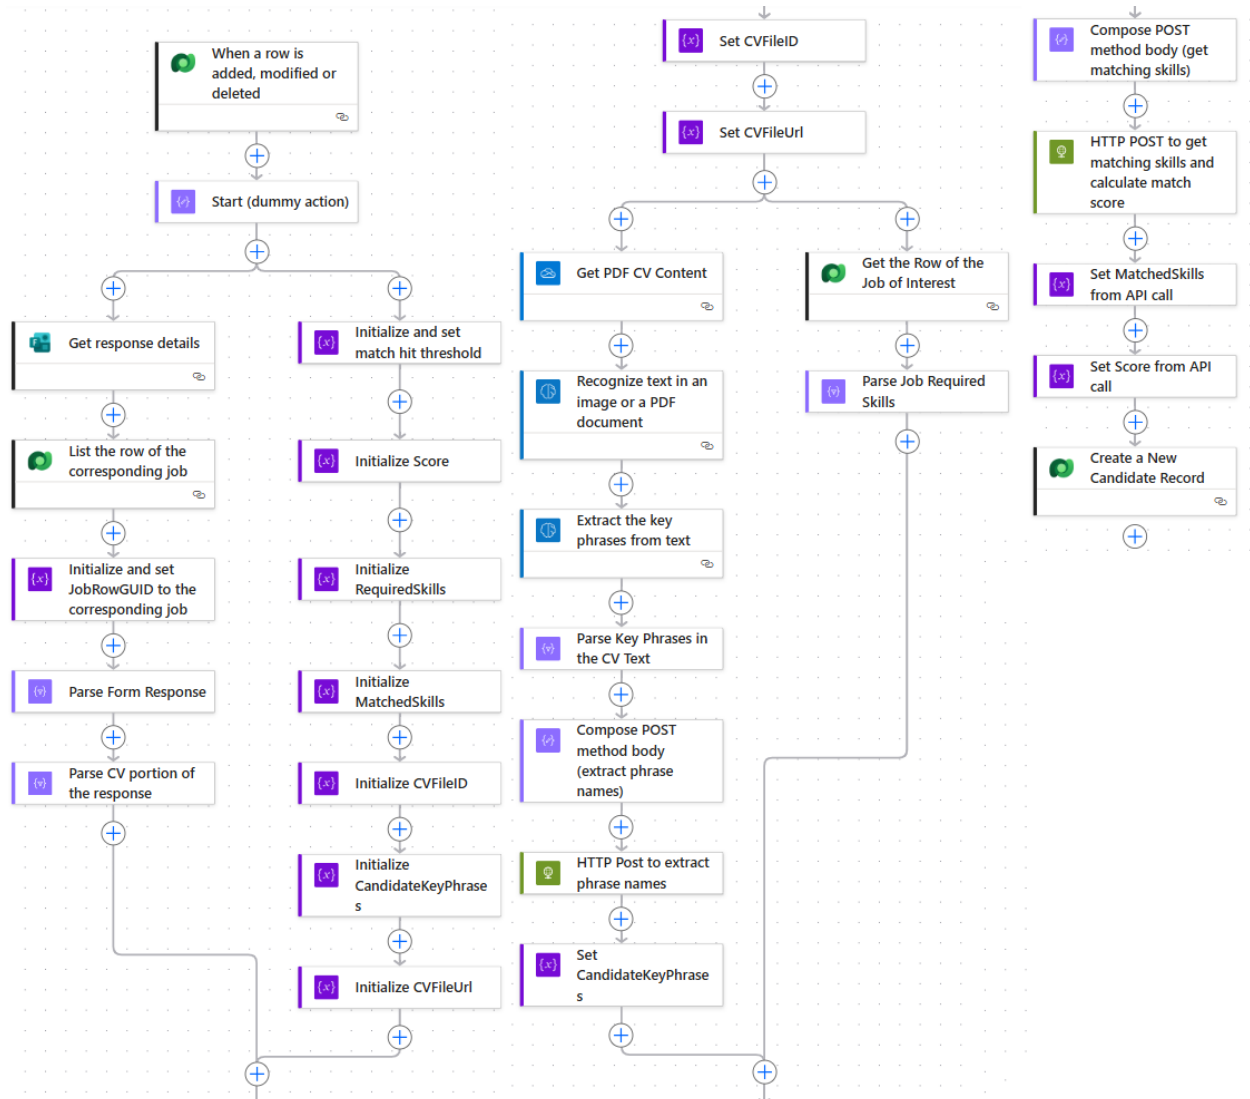 When a row is
added, modified or
deleted
Start (dummy action)
Get response details
List the row of the
corresponding job
Initialize and set
JobRowGUID to the
corresponding job
Parse Form Response
Parse CV portion of
the response
Initialize and set
match hit threshold
Initialize Score
Initialize
RequiredSkills
Initialize
MatchedSkills
Initialize CVFileID
Initialize
CandidateKeyPhrase
s
Initialize CVFileUrl
Set CVFileID
Set CVFileUrl
Get PDF CV Content
Recognize text in an
image or a PDF
document
Extract the key
phrases from text
Parse Key Phrases in
the CV Text
Compose POST
method body
(extract phrase
names)
HTTP Post to extract
phrase names
Set
CandidateKeyPhrase
s
Get the Row of the
Job of Interest
Parse Job Required
Skills
Compose POST
method body (get
matching skills)
HTTP POST to get
matching skills and
calculate match
score
Set MatchedSkills
from API call
Set Score from API
call
Create a New
Candidate Record